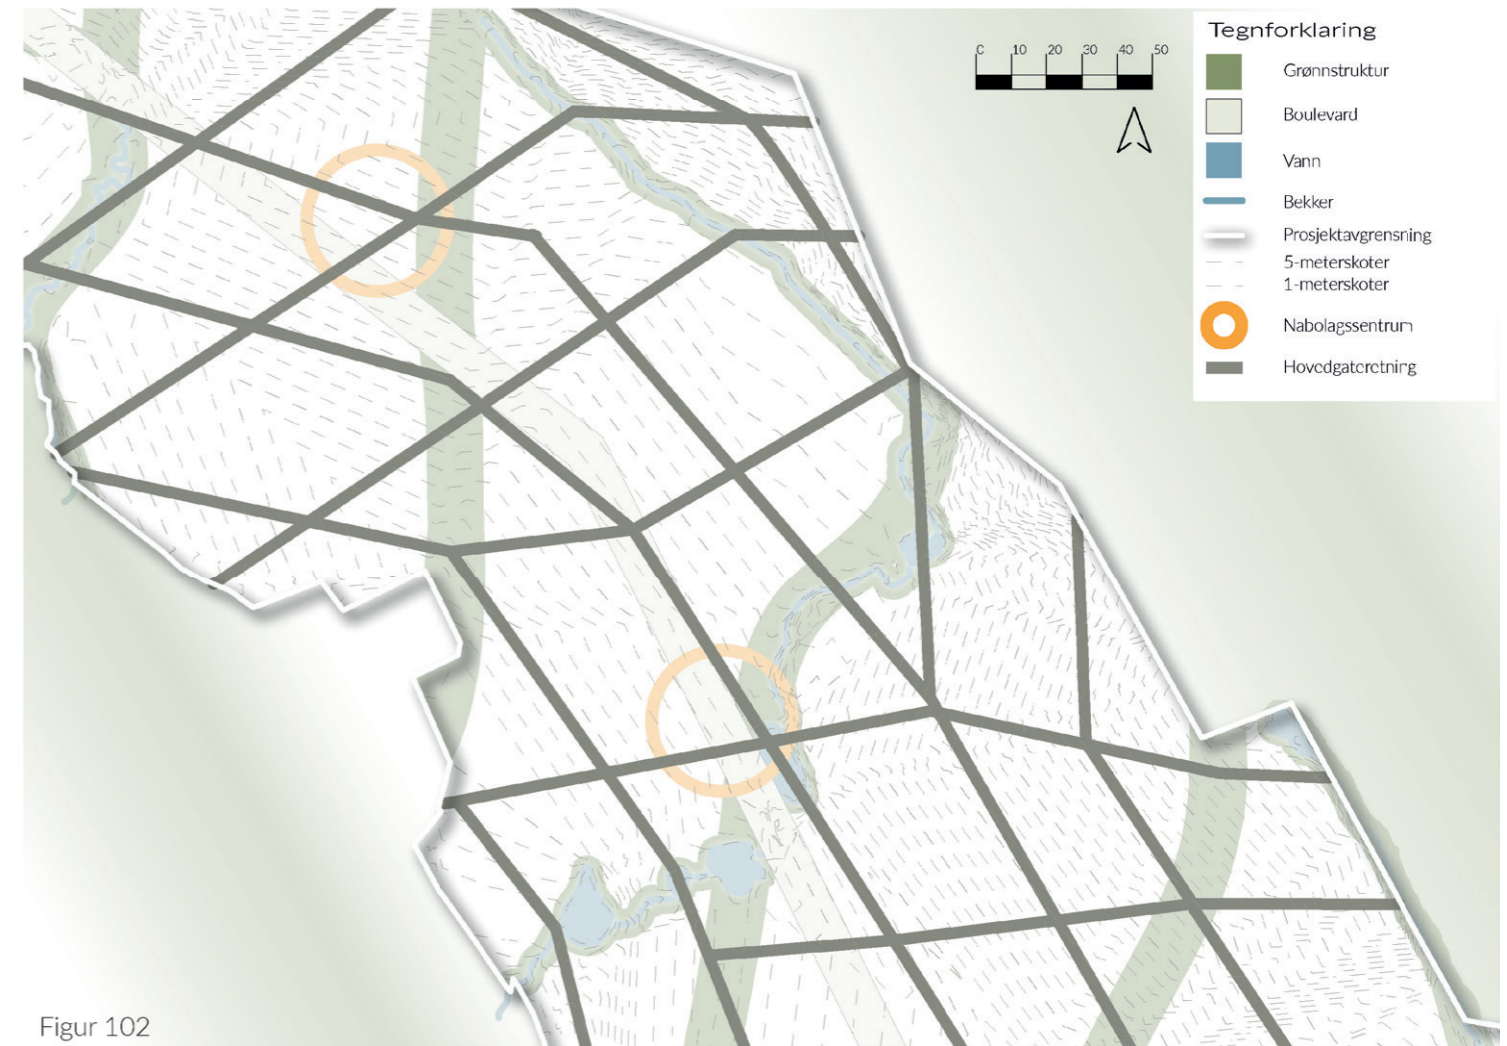 Tegnforklaring
0 10 20 30 40 50
Grønnstruktur
Boulevard
Vann
Bekker
Prosjektavgrensning
5-meterskoter
1-meterskoter
Nabolagssentrum
Hovedgateretning
Figur 102